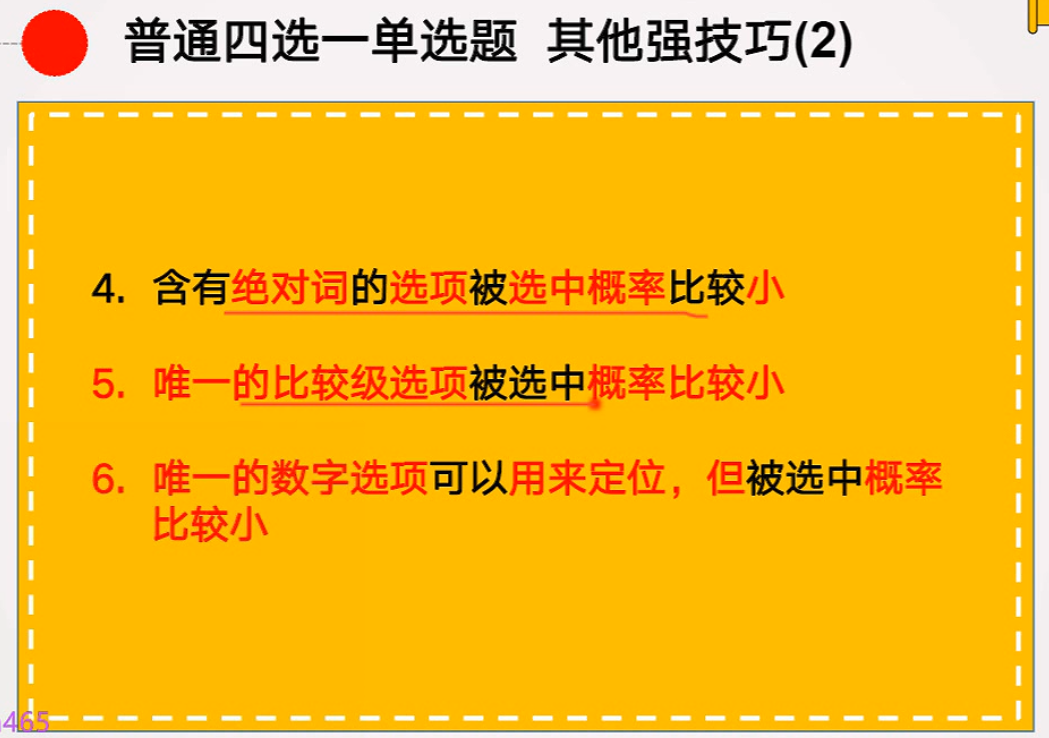 普通四选一单选题 其他强技巧(2)
4. 含有绝对词的选项被选中概率比较小
5. 唯一的比较级选项被选中概率比较小
6. 唯一的数字选项可以用来定位，但被选中概率
比较小
465